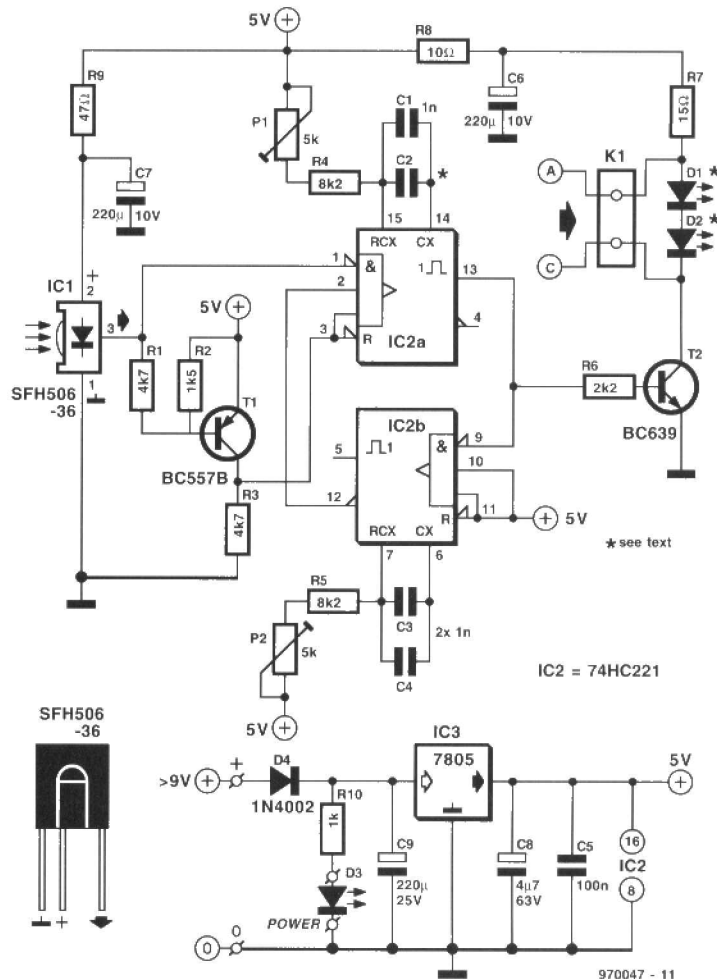 5V
R8
10Ω
R9
47Ω
C6
220µ 10V
R7
15Ω
P1
5k
C1
1n
R4
8k2
C2
*
C7
220µ 10V
K1
A
C
D1 *
D2 *
15
14
RCX CX
1
&
2
1
13
3
R
4
IC2a
IC1
+
2
3
1
SFH506
-36
R1
4k7
R2
1k5
5V
T1
BC557B
R3
4k7
R6
2k2
T2
BC639
IC2b
5
1
&
9
10
12
R
11
5V
RCX CX
7
6
* see text
R5
8k2
P2
5k
C3
C4
2x 1n
5V
IC2 = 74HC221
SFH506
-36
+
>9V
+
D4
1N4002
R10
1k
D3
POWER
0
0
C9
220µ
25V
IC3
7805
C8
4µ7
63V
C5
100n
5V
16
IC2
8
970047 - 11